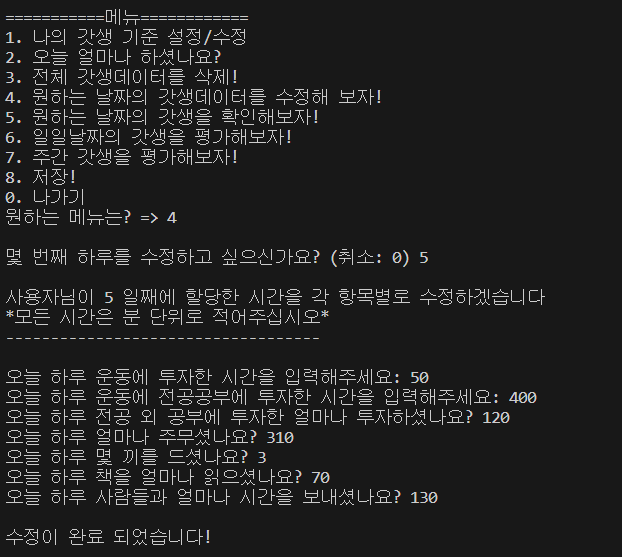 ===========메뉴============
1. 나의 갓생 기준 설정/수정
2. 오늘 얼마나 하셨나요?
3. 전체 갓생데이터를 삭제!
4. 원하는 날짜의 갓생데이터를 수정해 보자!
5. 원하는 날짜의 갓생을 확인해보자!
6. 일일날짜의 갓생을 평가해보자!
7. 주간 갓생을 평가해보자!
8. 저장!
0. 나가기
원하는 메뉴는? => 4
몇 번째 하루를 수정하고 싶으신가요? (취소: 0) 5
사용자님이 5 일째에 할당한 시간을 각 항목별로 수정하겠습니다
*모든 시간은 분 단위로 적어주십시오*
--------------------------------
오늘 하루 운동에 투자한 시간을 입력해주세요: 50
오늘 하루 운동에 전공공부에 투자한 시간을 입력해주세요: 400
오늘 하루 전공 외 공부에 투자한 얼마나 투자하셨나요? 120
오늘 하루 얼마나 주무셨나요? 310
오늘 하루 몇 끼를 드셨나요? 3
오늘 하루 책을 얼마나 읽으셨나요? 70
오늘 하루 사람들과 얼마나 시간을 보내셨나요? 130
수정이 완료 되었습니다!